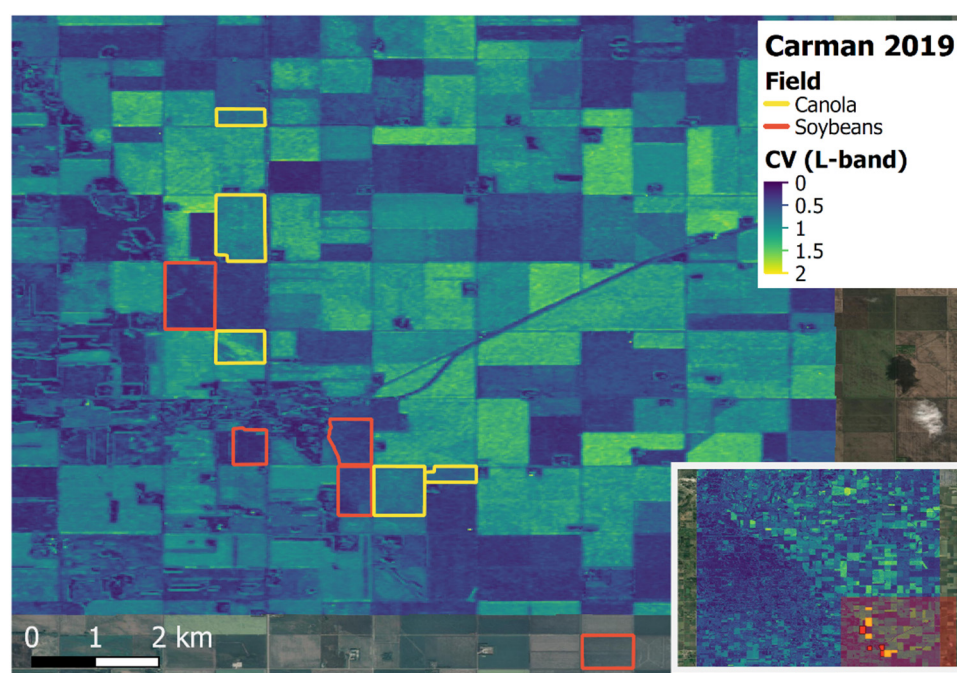 Carman 2019
Field
Canola
Soybeans
CV (L-band)
0
0.5
1
1.5
2
0 1 2 km